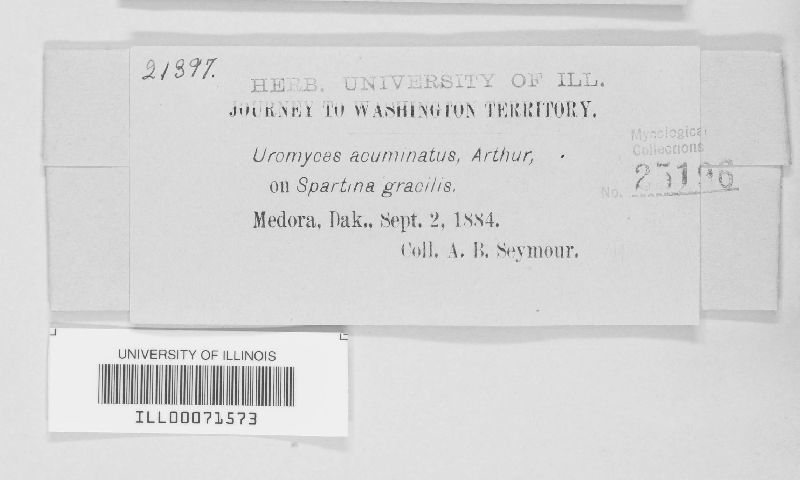 21397.
HERB. UNIVERSITY OF ILL.
JOURNEY TO WASHINGTON TERRITORY.
Uromyces acuminatus, Arthur,
on Spartina gracilis.
Medora, Dak., Sept. 2, 1884.
Coll. A. B. Seymour.
Mycological
Collections
No. 25196
UNIVERSITY OF ILLINOIS
ILL00071573